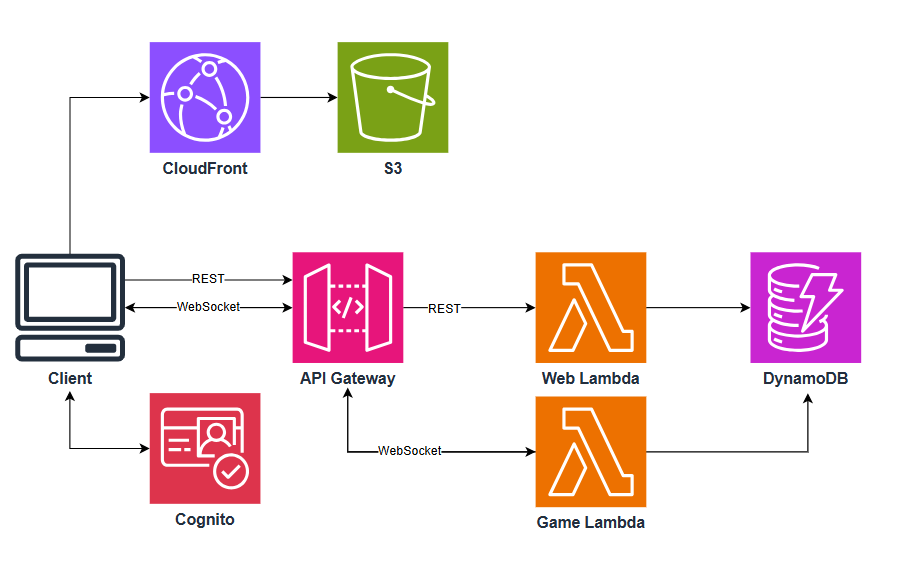 CloudFront
S3
REST
WebSocket
REST
Client
API Gateway
Web Lambda
DynamoDB
WebSocket
Cognito
Game Lambda